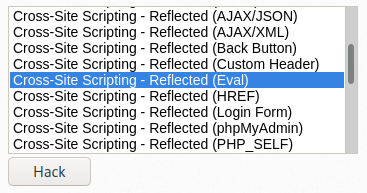 Cross-Site Scripting - Reflected (AJAX/JSON)
Cross-Site Scripting - Reflected (AJAX/XML)
Cross-Site Scripting - Reflected (Back Button)
Cross-Site Scripting - Reflected (Custom Header)
Cross-Site Scripting - Reflected (Eval)
Cross-Site Scripting - Reflected (HREF)
Cross-Site Scripting - Reflected (Login Form)
Cross-Site Scripting - Reflected (phpMyAdmin)
Cross-Site Scripting - Reflected (PHP_SELF)
Hack